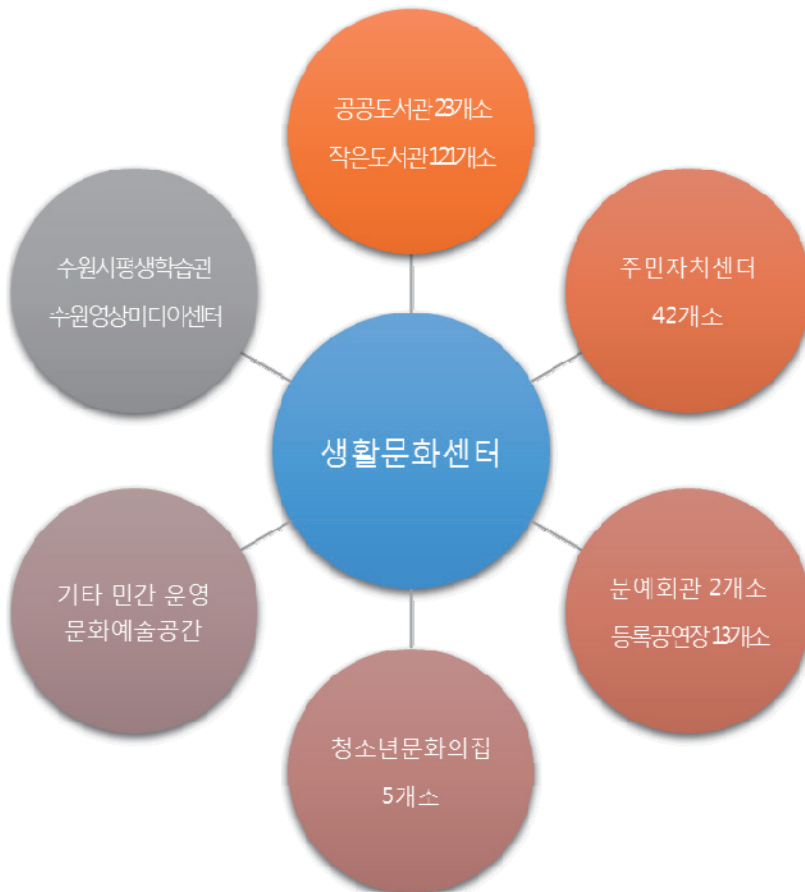 공공도서관 23개소
작은도서관 121개소
주민자치센터
42개소
문예회관 2개소
등록공연장 13개소
청소년문화의집
5개소
기타 민간 운영
문화예술공간
수원시평생학습관
수원영상미디어센터
생활문화센터